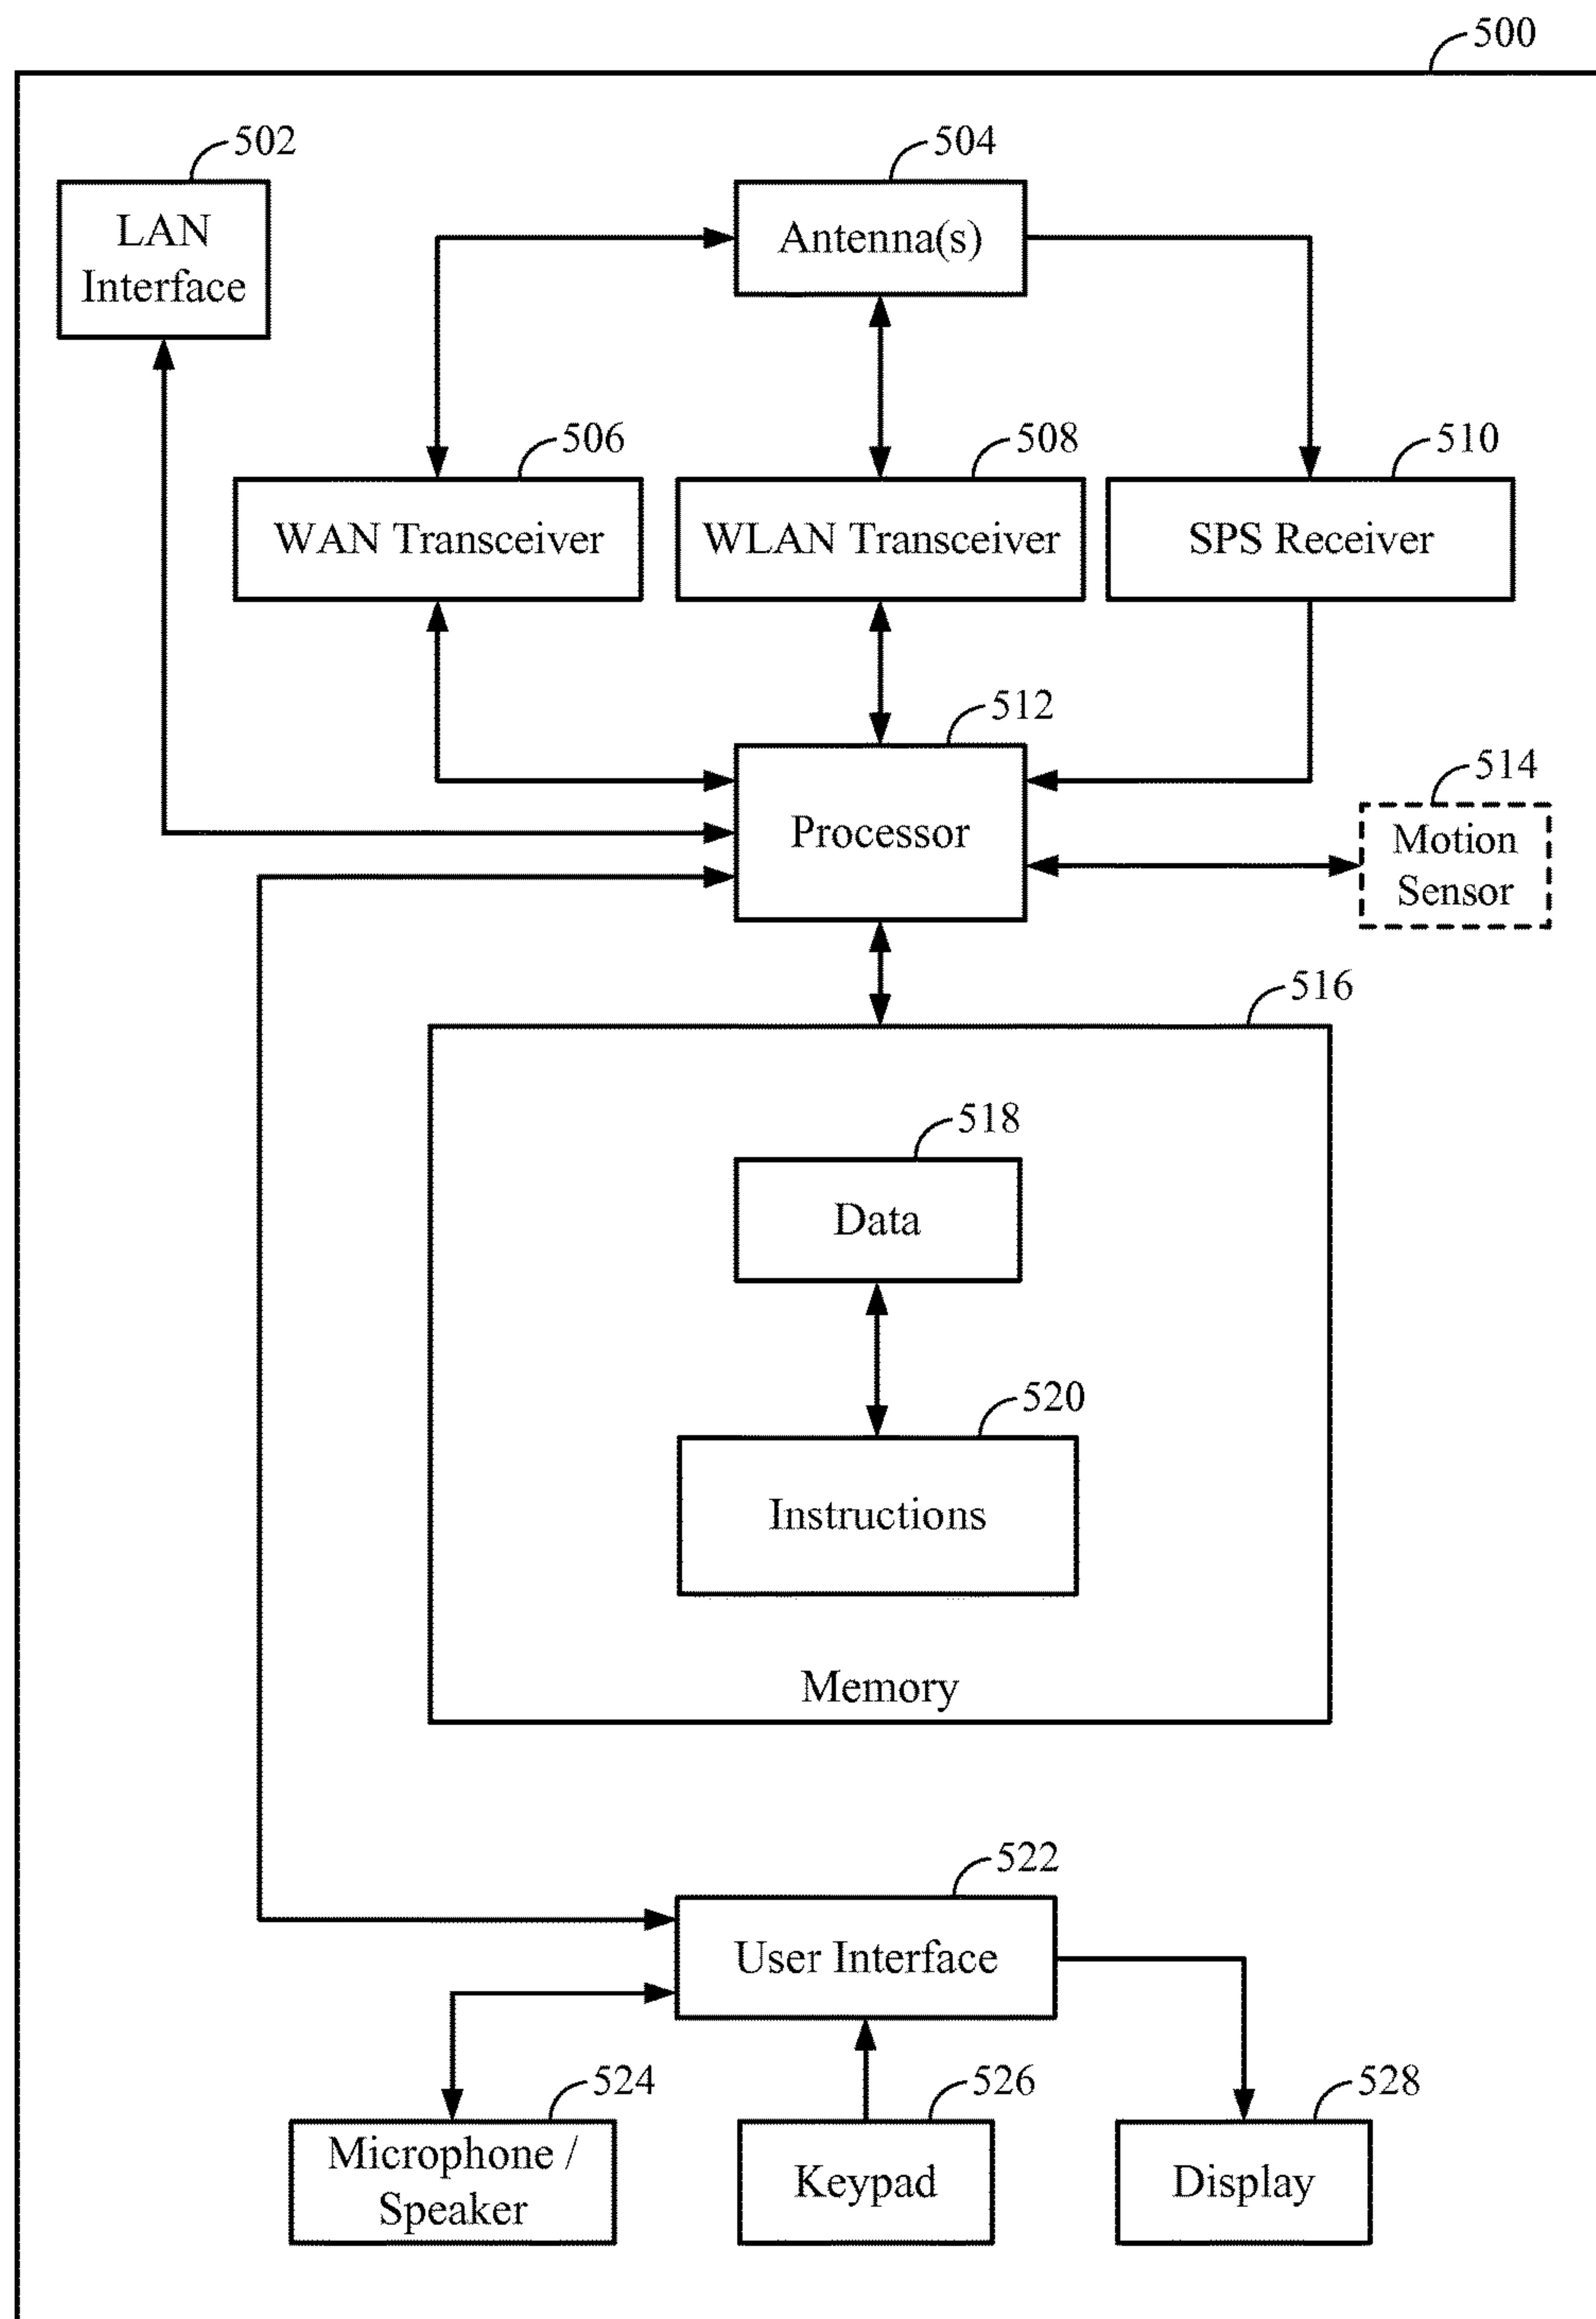 500
502
504
LAN
Interface
Antenna(s)
506
508
510
WAN Transceiver
WLAN Transceiver
SPS Receiver
512
514
Processor
Motion
Sensor
516
518
Data
520
Instructions
Memory
522
User Interface
524
526
528
Microphone /
Speaker
Keypad
Display